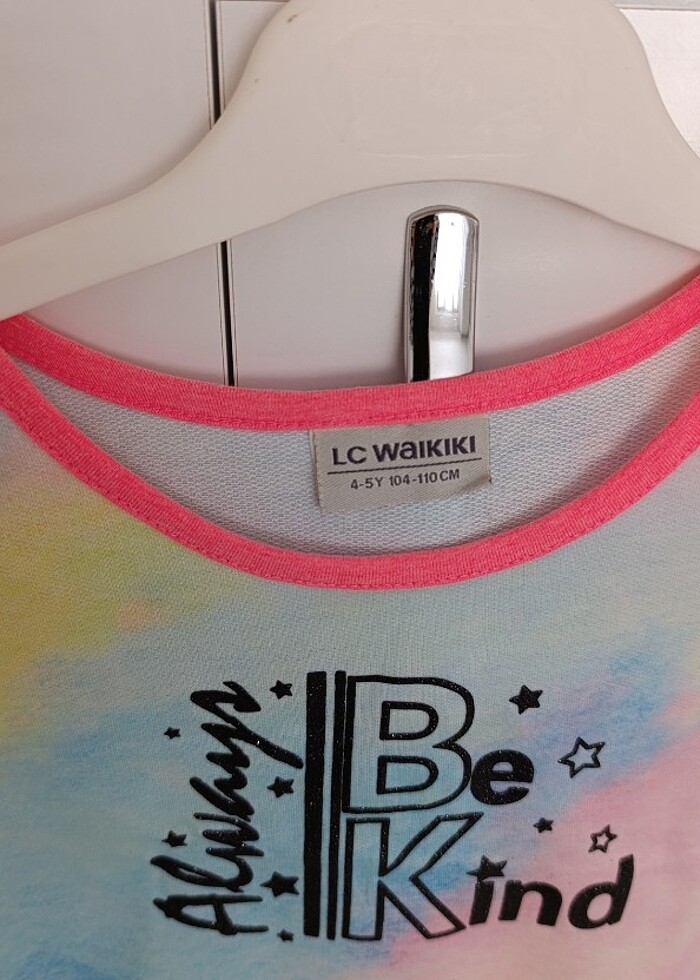 LC WAIKIKI
4-5Y 104-110CM
Always
Be
Kind